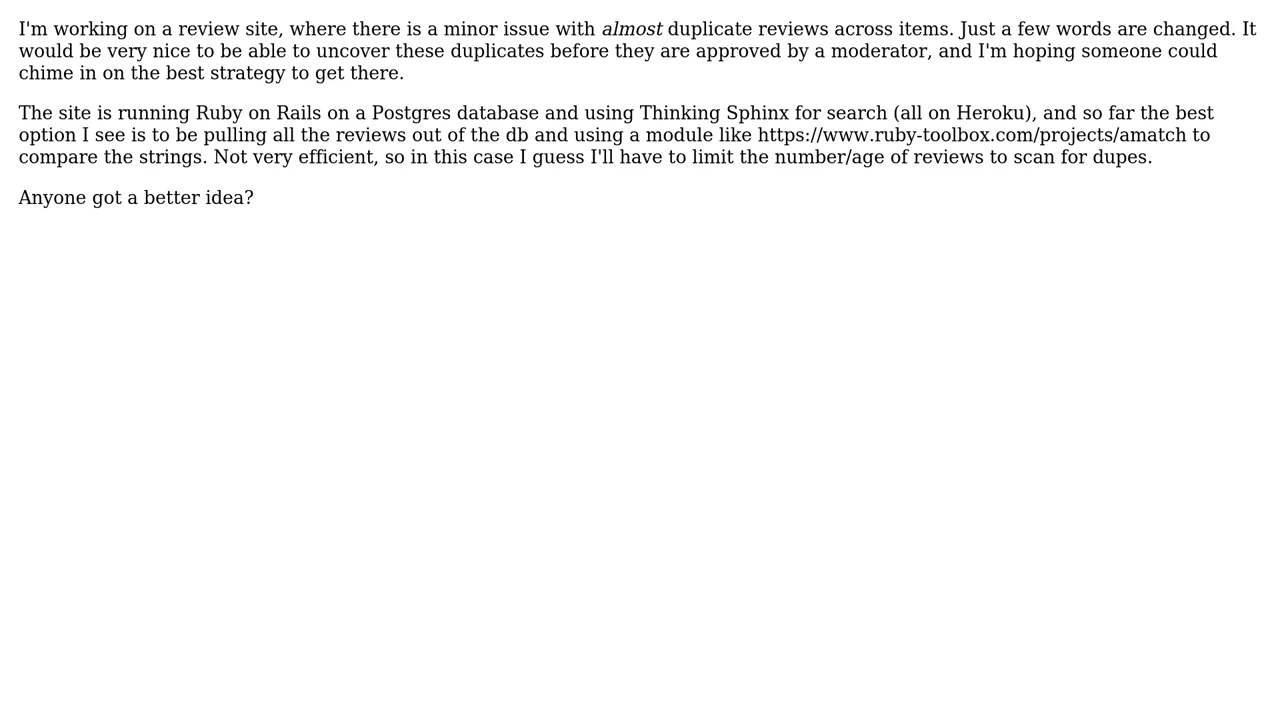 I'm working on a review site, where there is a minor issue with almost duplicate reviews across items. Just a few words are changed. It
would be very nice to be able to uncover these duplicates before they are approved by a moderator, and I'm hoping someone could
chime in on the best strategy to get there.
The site is running Ruby on Rails on a Postgres database and using Thinking Sphinx for search (all on Heroku), and so far the best
option I see is to be pulling all the reviews out of the db and using a module like https://www.ruby-toolbox.com/projects/amatch to
compare the strings. Not very efficient, so in this case I guess I'll have to limit the number/age of reviews to scan for dupes.
Anyone got a better idea?